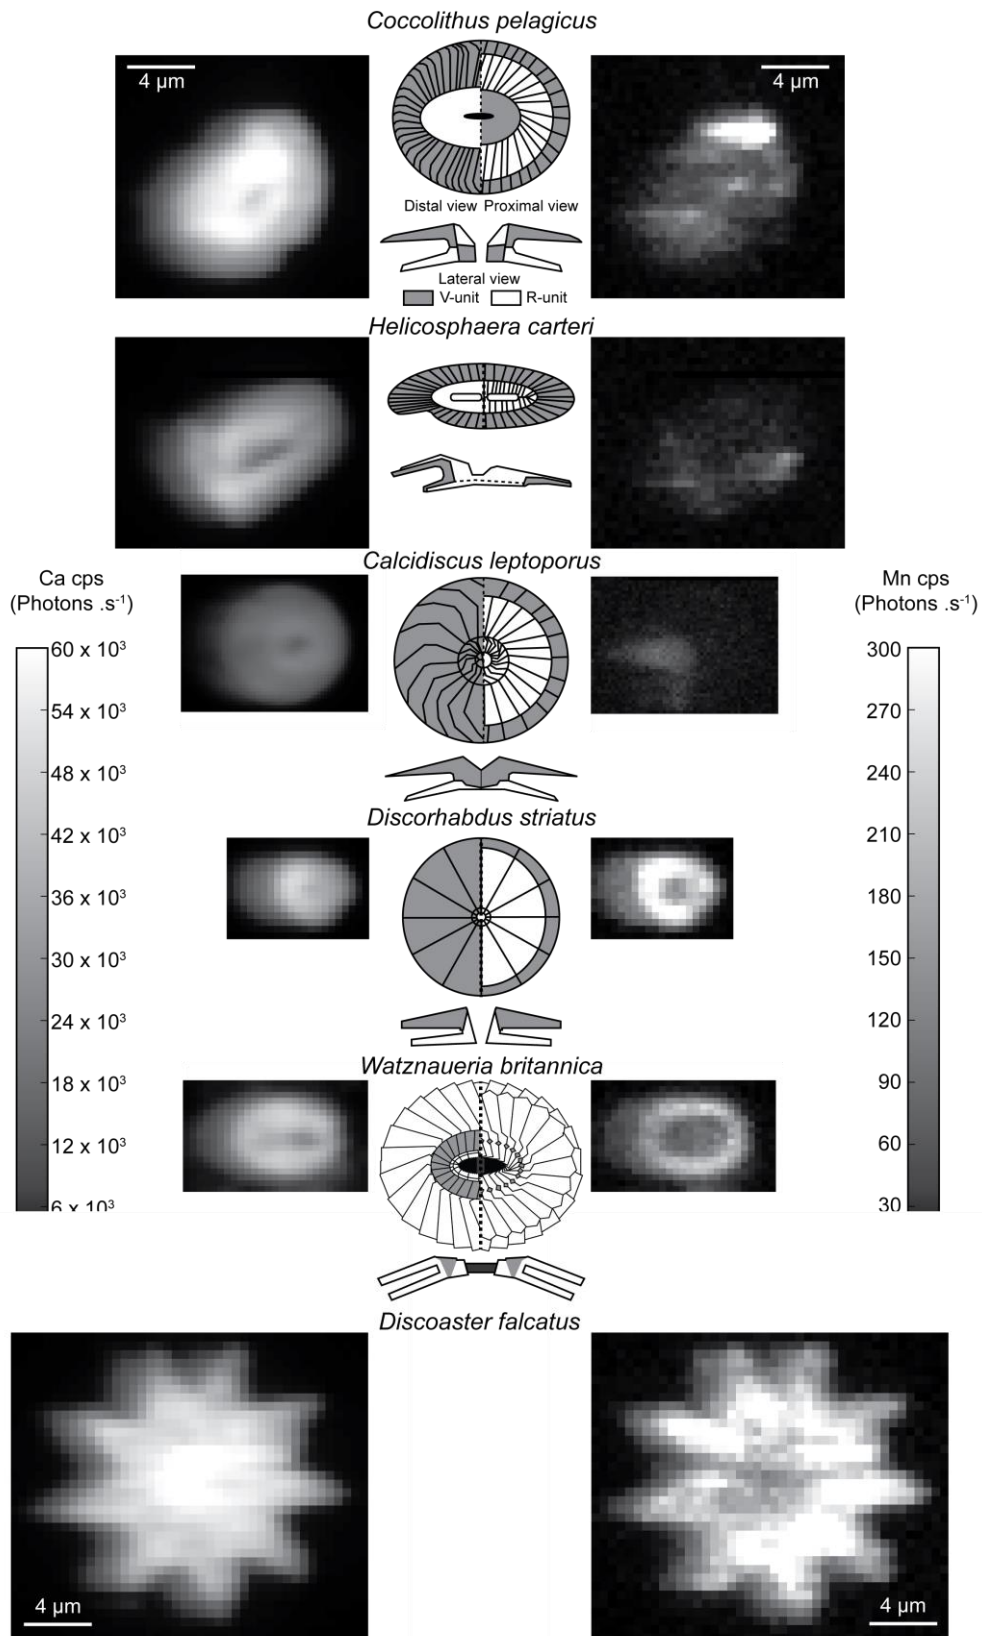 Coccolithus pelagicus
4 µm
4 µm
Distal view Proximal view
Lateral view
V-unit R-unit
Helicosphaera carteri
Calcidiscus leptoporus
Ca cps
(Photons .s⁻¹)
60 x 10³
54 x 10³
48 x 10³
42 x 10³
36 x 10³
30 x 10³
24 x 10³
18 x 10³
12 x 10³
6 x 10³
Mn cps
(Photons .s⁻¹)
300
270
240
210
180
150
120
90
60
30
Discorhabdus striatus
Watznaueria britannica
Discoaster falcatus
4 µm
4 µm